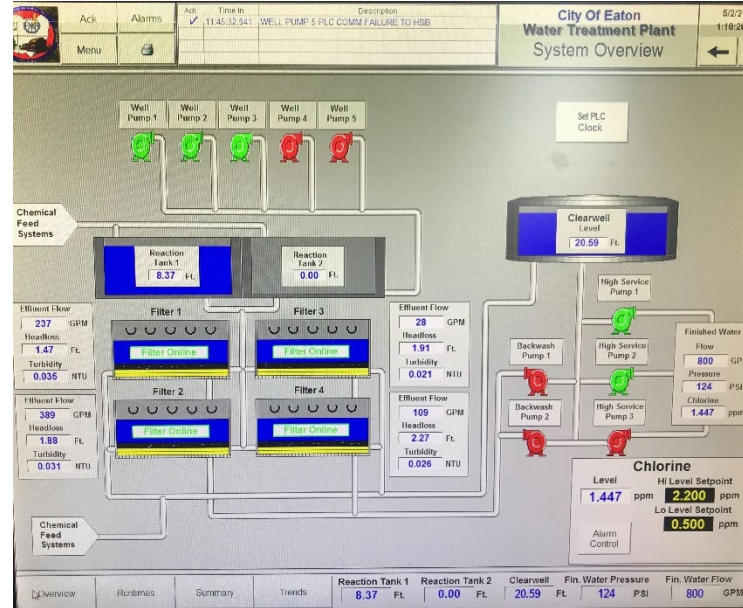 Ack
Alarms
Menu
Ack Time In Description
11:45:32.941 WELL PUMP 5 PLC COMM FAILURE TO HSB
City Of Eaton
Water Treatment Plant
System Overview
Well Pump 1
Well Pump 2
Well Pump 3
Well Pump 4
Well Pump 5
Set PLC
Clock
Chemical
Feed
Systems
Reaction
Tank 1
8.37 Ft.
Reaction
Tank 2
0.00 Ft.
Clearwell
Level
20.59 Ft.
Effluent Flow
237 GPM
Headloss
1.47 Ft.
Turbidity
0.035 NTU
Filter 1
Filter Online
Filter 3
Filter Online
Effluent Flow
28 GPM
Headloss
1.91 Ft.
Turbidity
0.021 NTU
Effluent Flow
389 GPM
Headloss
1.88 Ft.
Turbidity
0.031 NTU
Filter 2
Filter Online
Filter 4
Filter Online
Effluent Flow
109 GPM
Headloss
2.27 Ft.
Turbidity
0.026 NTU
High Service
Pump 1
Backwash
Pump 1
High Service
Pump 2
Backwash
Pump 2
High Service
Pump 3
Finished Water
Flow
800
Pressure
124 PSI
Chlorine
1.447 ppm
Chlorine
Level
1.447 ppm
Hi Level Setpoint
2.200 ppm
Lo Level Setpoint
0.500 ppm
Alarm
Control
Chemical
Feed
Systems
Overview
Runtimes
Summary
Trends
Reaction Tank 1 Reaction Tank 2 Clearwell Fin. Water Pressure Fin. Water Flow
8.37 Ft. 0.00 Ft. 20.59 Ft. 124 PSI 800 GPM